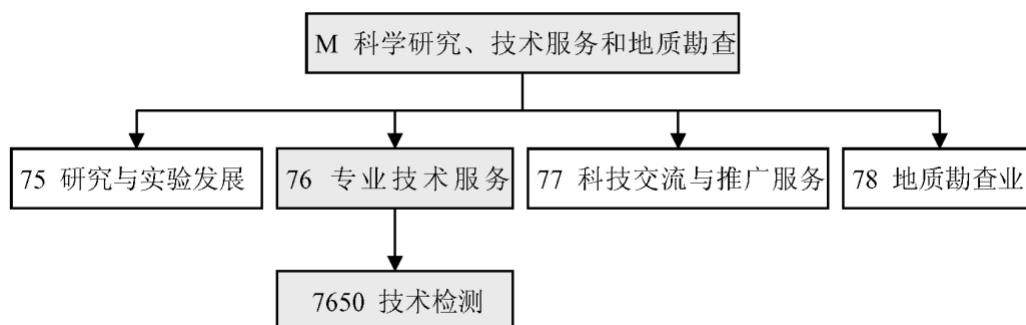 M 科学研究、技术服务和地质勘查
75 研究与实验发展
76 专业技术服务
77 科技交流与推广服务
78 地质勘查业
7650 技术检测